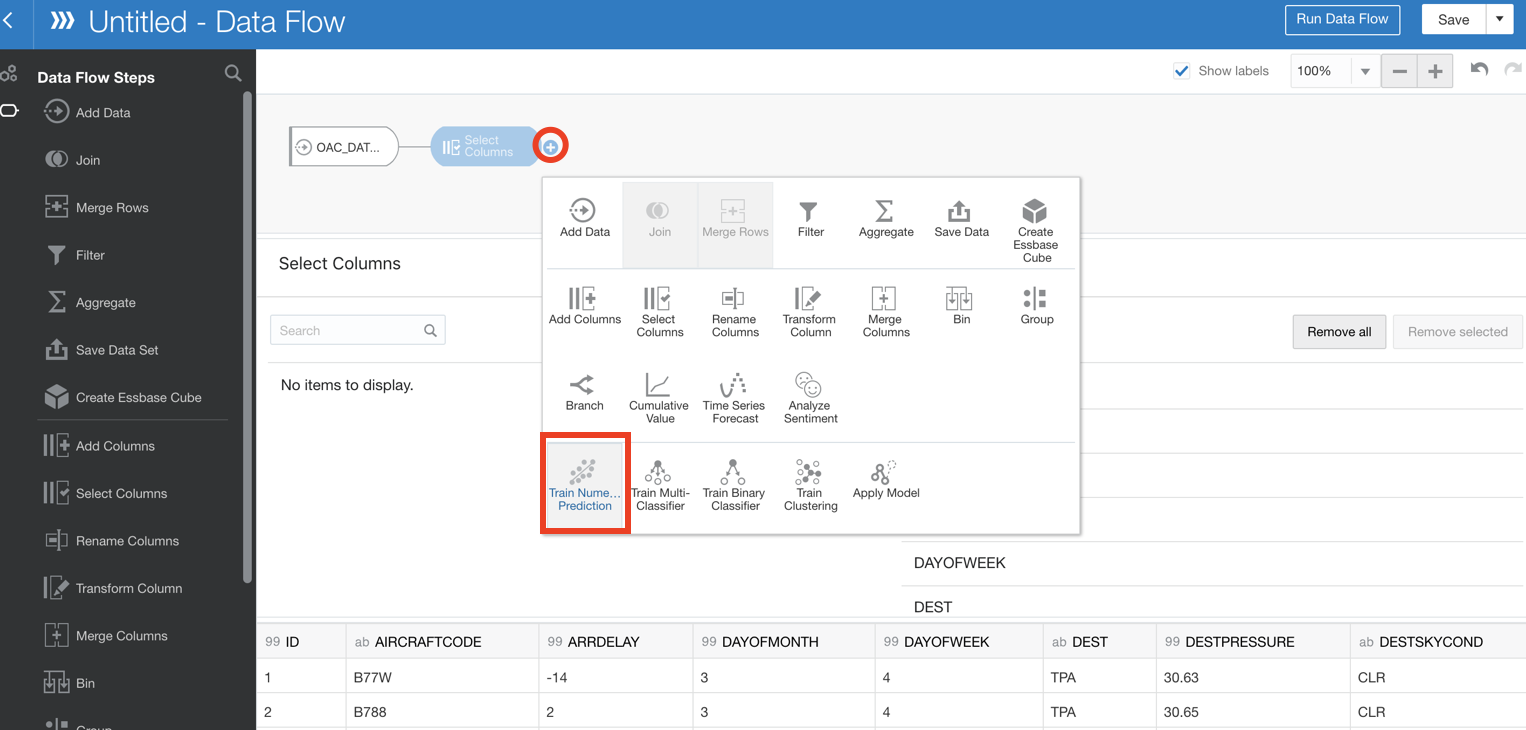 Untitled - Data Flow
Run Data Flow
Save
Data Flow Steps
Show labels
100%
Add Data
Join
Merge Rows
Filter
Aggregate
Save Data Set
Create Essbase Cube
Add Columns
Select Columns
Rename Columns
Transform Column
Merge Columns
Bin
Group
OAC_DAT...
Select
Columns
Add Data
Join
Merge Rows
Filter
Aggregate
Save Data
Create
Essbase
Cube
Add Columns
Select
Columns
Rename
Columns
Transform
Column
Merge
Columns
Bin
Group
Branch
Cumulative
Value
Time Series
Forecast
Analyze
Sentiment
Train Nume...
Prediction
Train Multi-
Classifier
Train Binary
Classifier
Train
Clustering
Apply Model
Select Columns
Search
No items to display.
Remove all
Remove selected
DAYOFWEEK
DEST
99 ID ab AIRCRAFTCODE 99 ARRDELAY 99 DAYOFMONTH 99 DAYOFWEEK ab DEST 99 DESTPRESSURE ab DESTSKYCOND
1 B77W -14 3 4 TPA 30.63 CLR
2 B788 2 3 4 TPA 30.65 CLR